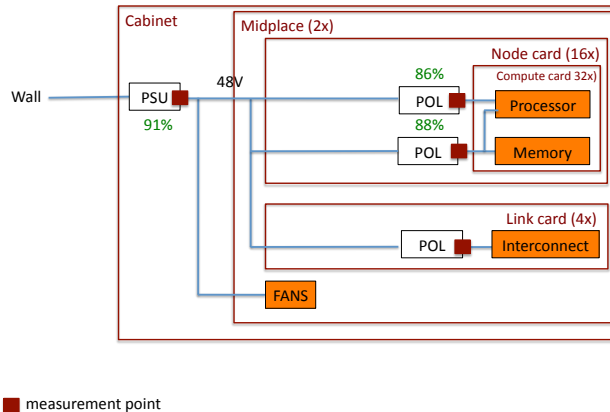 Cabinet
Midplace (2x)
Node card (16x)
Compute card 32x)
86%
48V
Wall
PSU
POL
Processor
91%
88%
POL
Memory
Link card (4x)
POL
Interconnect
FANS
measurement point